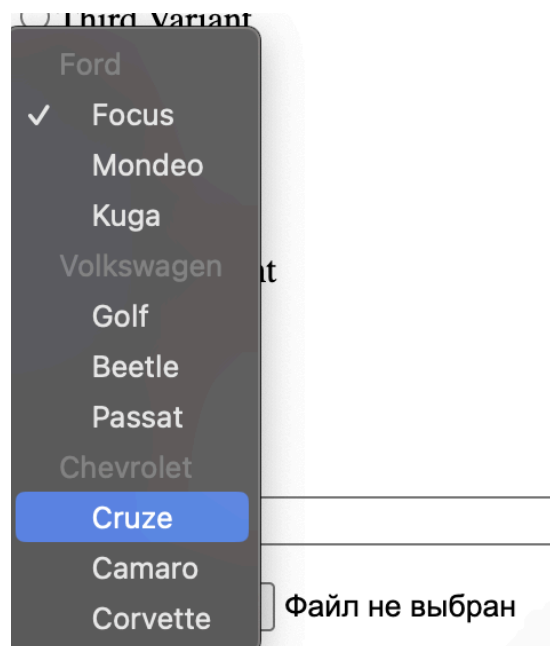 Third Variant
Ford
✓ Focus
Mondeo
Kuga
Volkswagen
Golf
Beetle
Passat
Chevrolet
Cruze
Camaro
Corvette
Файл не выбран